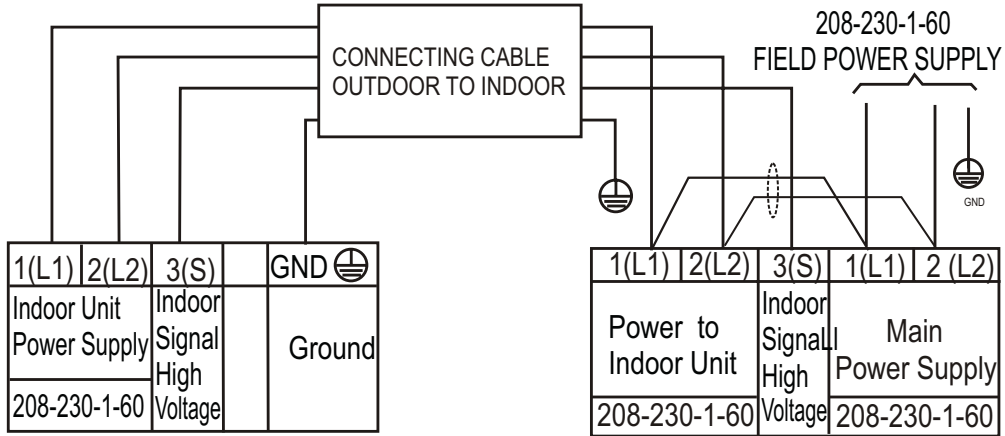 208-230-1-60
FIELD POWER SUPPLY
CONNECTING CABLE
OUTDOOR TO INDOOR
GND
1(L1) 2(L2) 3(S) GND
Indoor Unit
Power Supply
208-230-1-60
Indoor
Signal
High
Voltage
Ground
1(L1) 2(L2) 3(S) 1(L1) 2 (L2)
Power to
Indoor Unit
208-230-1-60
Indoor
SignaLl
High
Voltage
Main
Power Supply
208-230-1-60